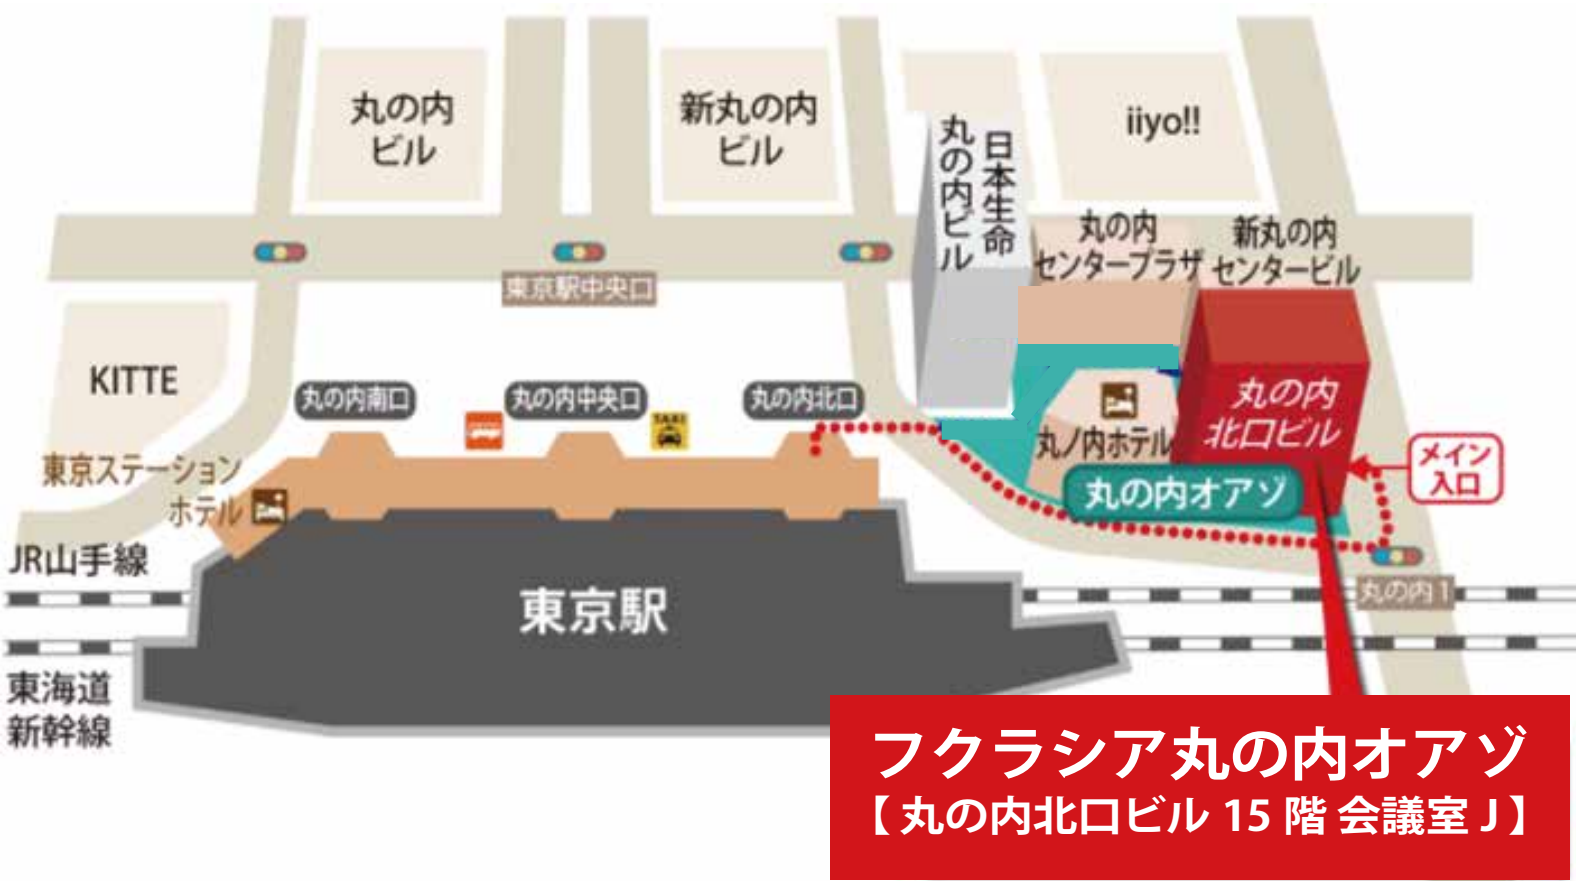 丸の内
ビル
新丸の内
ビル
日本生命
丸の内ビル
iiyo!!
丸の内
センタープラザ
新丸の内
センタービル
東京駅中央口
KITTE
丸の内南口
丸の内中央口
TAXI
丸の内北口
丸ノ内ホテル
丸の内
北口ビル
メイン
入口
丸の内オアゾ
東京ステーション
ホテル
JR山手線
東京駅
丸の内1
東海道
新幹線
フクラシア丸の内オアゾ
【丸の内北口ビル 15 階 会議室 J】